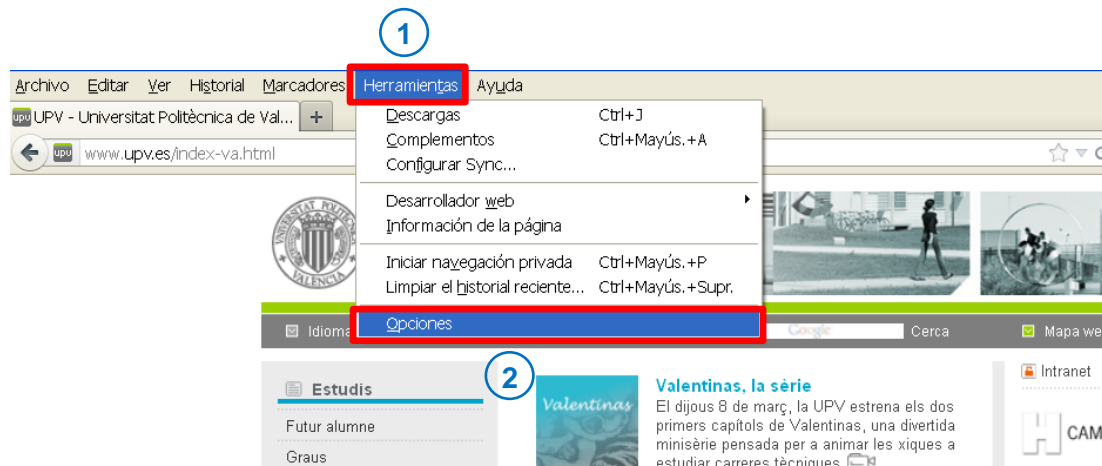 1
Archivo Editar Ver Historial Marcadores Herramientas Ayuda
upv UPV - Universitat Politècnica de Val... +
upv www.upv.es/index-va.html
Descargas Ctrl+J
Complementos Ctrl+Mayús.+A
Configurar Sync...
Desarrollador web
Información de la página
Iniciar navegación privada Ctrl+Mayús.+P
Limpiar el historial reciente... Ctrl+Mayús.+Supr.
Opciones
Idioma Google Cerca Mapa we
2
Estudis
Futur alumne
Graus
Valentinas
Valentinas, la sèrie
El dijous 8 de març, la UPV estrena els dos
primers capítols de Valentinas, una divertida
minisèrie pensada per a animar les xiques a
estudiar carreres tècniques
Intranet
CAM